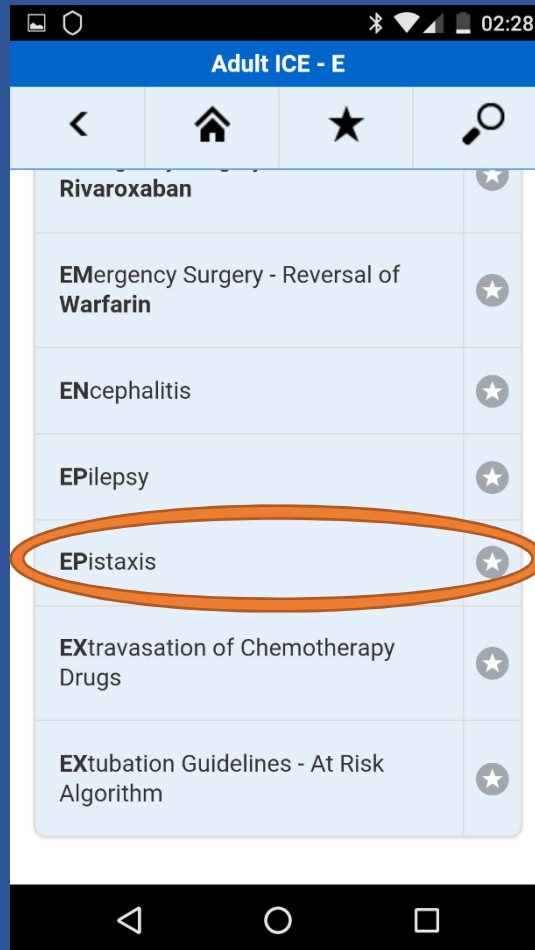 02:28
Adult ICE - E
Rivaroxaban
EMergency Surgery - Reversal of
Warfarin
ENcephalitis
EPilepsy
EPistaxis
EXtravasation of Chemotherapy
Drugs
EXtubation Guidelines - At Risk
Algorithm